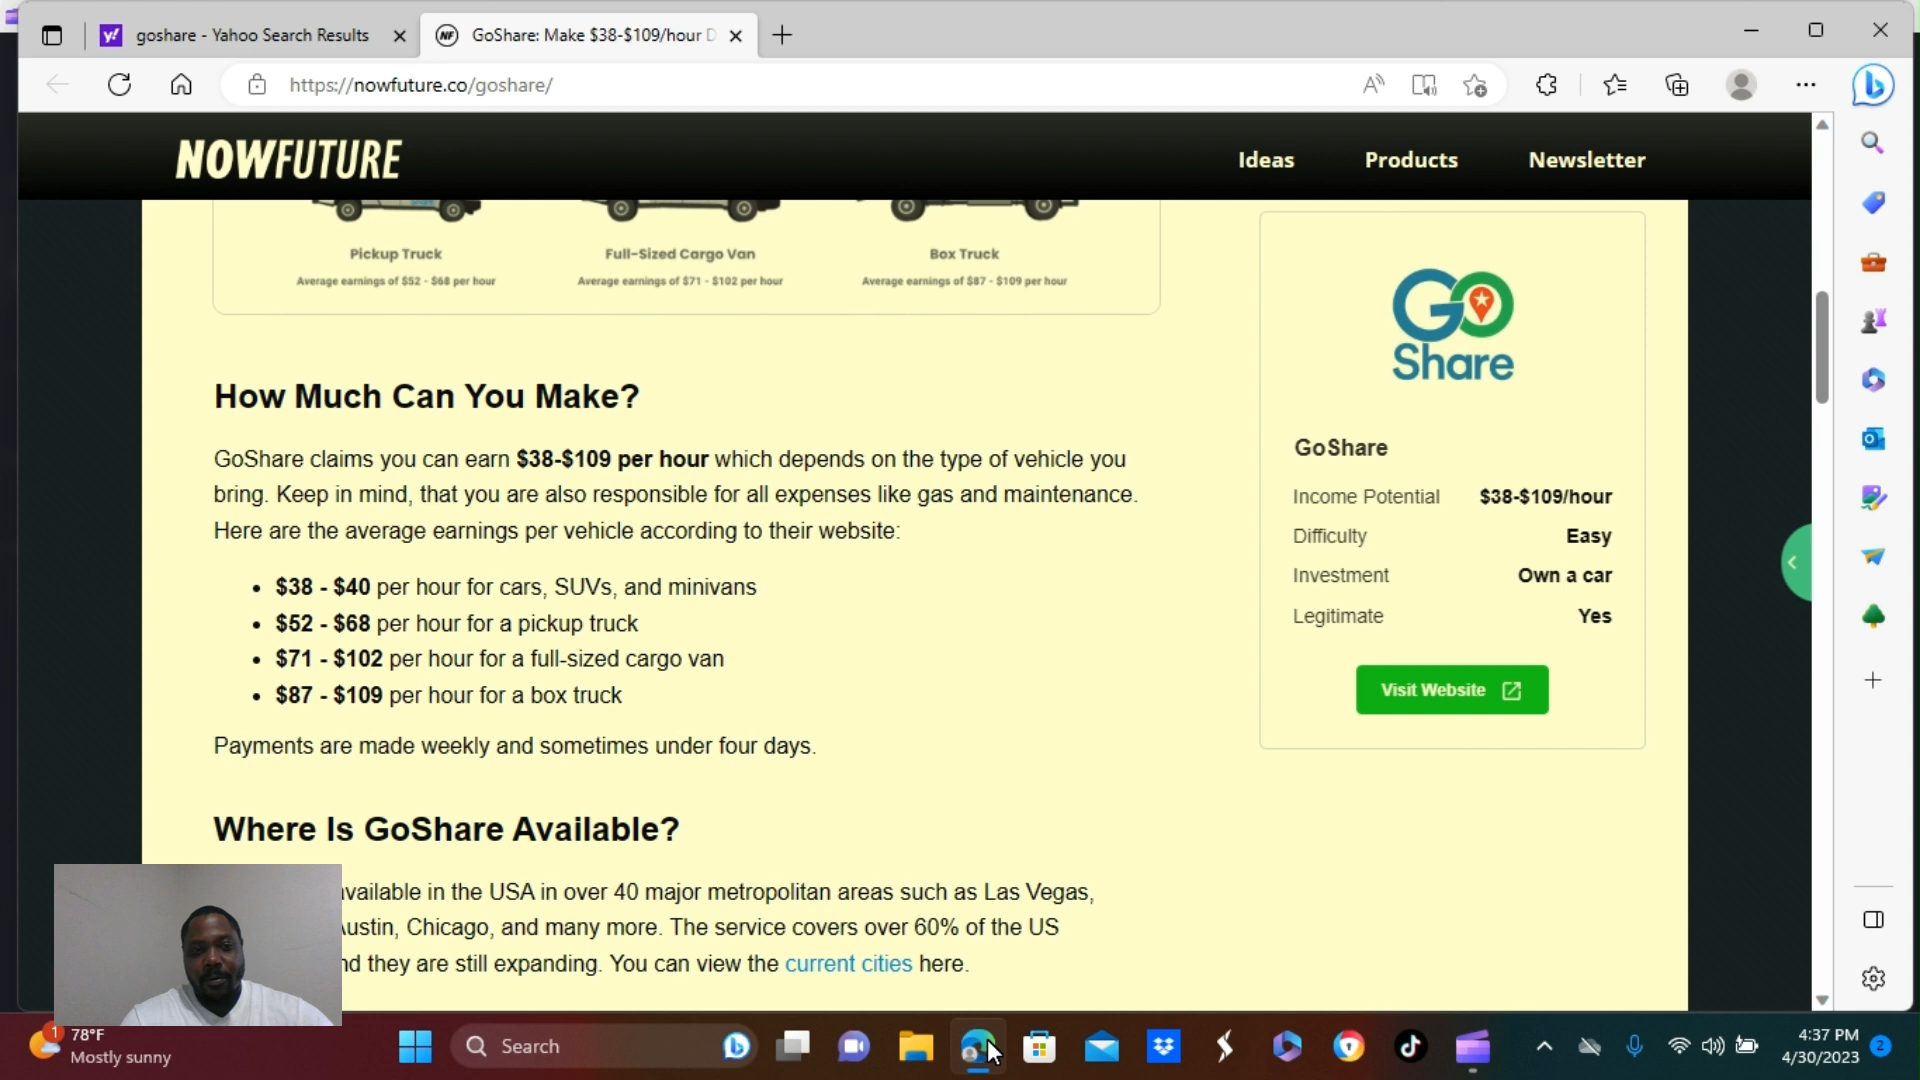 goshare - Yahoo Search Results
GoShare: Make $38-$109/hour D
https://nowfuture.co/goshare/
NOWFUTURE
Ideas
Products
Newsletter
Pickup Truck
Average earnings of $52 - $68 per hour
Full-Sized Cargo Van
Average earnings of $71 - $102 per hour
Box Truck
Average earnings of $87 - $109 per hour
How Much Can You Make?
GoShare claims you can earn $38-$109 per hour which depends on the type of vehicle you
bring. Keep in mind, that you are also responsible for all expenses like gas and maintenance.
Here are the average earnings per vehicle according to their website:
• $38 - $40 per hour for cars, SUVs, and minivans
• $52 - $68 per hour for a pickup truck
• $71 - $102 per hour for a full-sized cargo van
• $87 - $109 per hour for a box truck
Payments are made weekly and sometimes under four days.
Where Is GoShare Available?
available in the USA in over 40 major metropolitan areas such as Las Vegas,
Austin, Chicago, and many more. The service covers over 60% of the US
nd they are still expanding. You can view the current cities here.
GO
Share
GoShare
Income Potential $38-$109/hour
Difficulty Easy
Investment Own a car
Legitimate Yes
Visit Website
1
78°F
Mostly sunny
Search
4:37 PM
4/30/2023
2